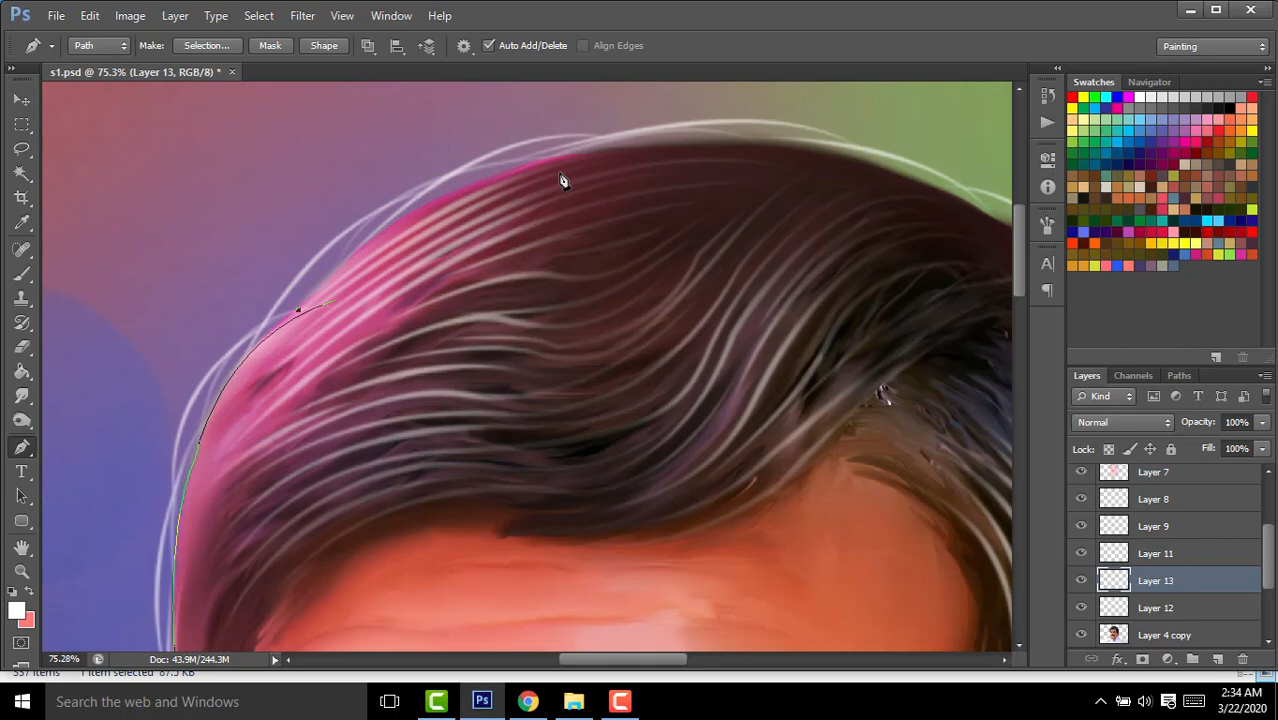 Ps File Edit Image Layer Type Select Filter 3D View Window Help
Path Make: Selection... Mask Shape Auto Add/Delete Align Edges Painting
s1.psd @ 75.3% (Layer 13, RGB/8) *
Swatches Navigator
Layers Channels Paths
Kind
Normal Opacity: 100%
Lock: Fill: 100%
Layer 7
Layer 8
Layer 9
Layer 11
Layer 13
Layer 12
Layer 4 copy
75.28% Doc: 43.9M/244.3M
1 item selected 87.5 KB
Search the web and Windows
2:34 AM
3/22/2020